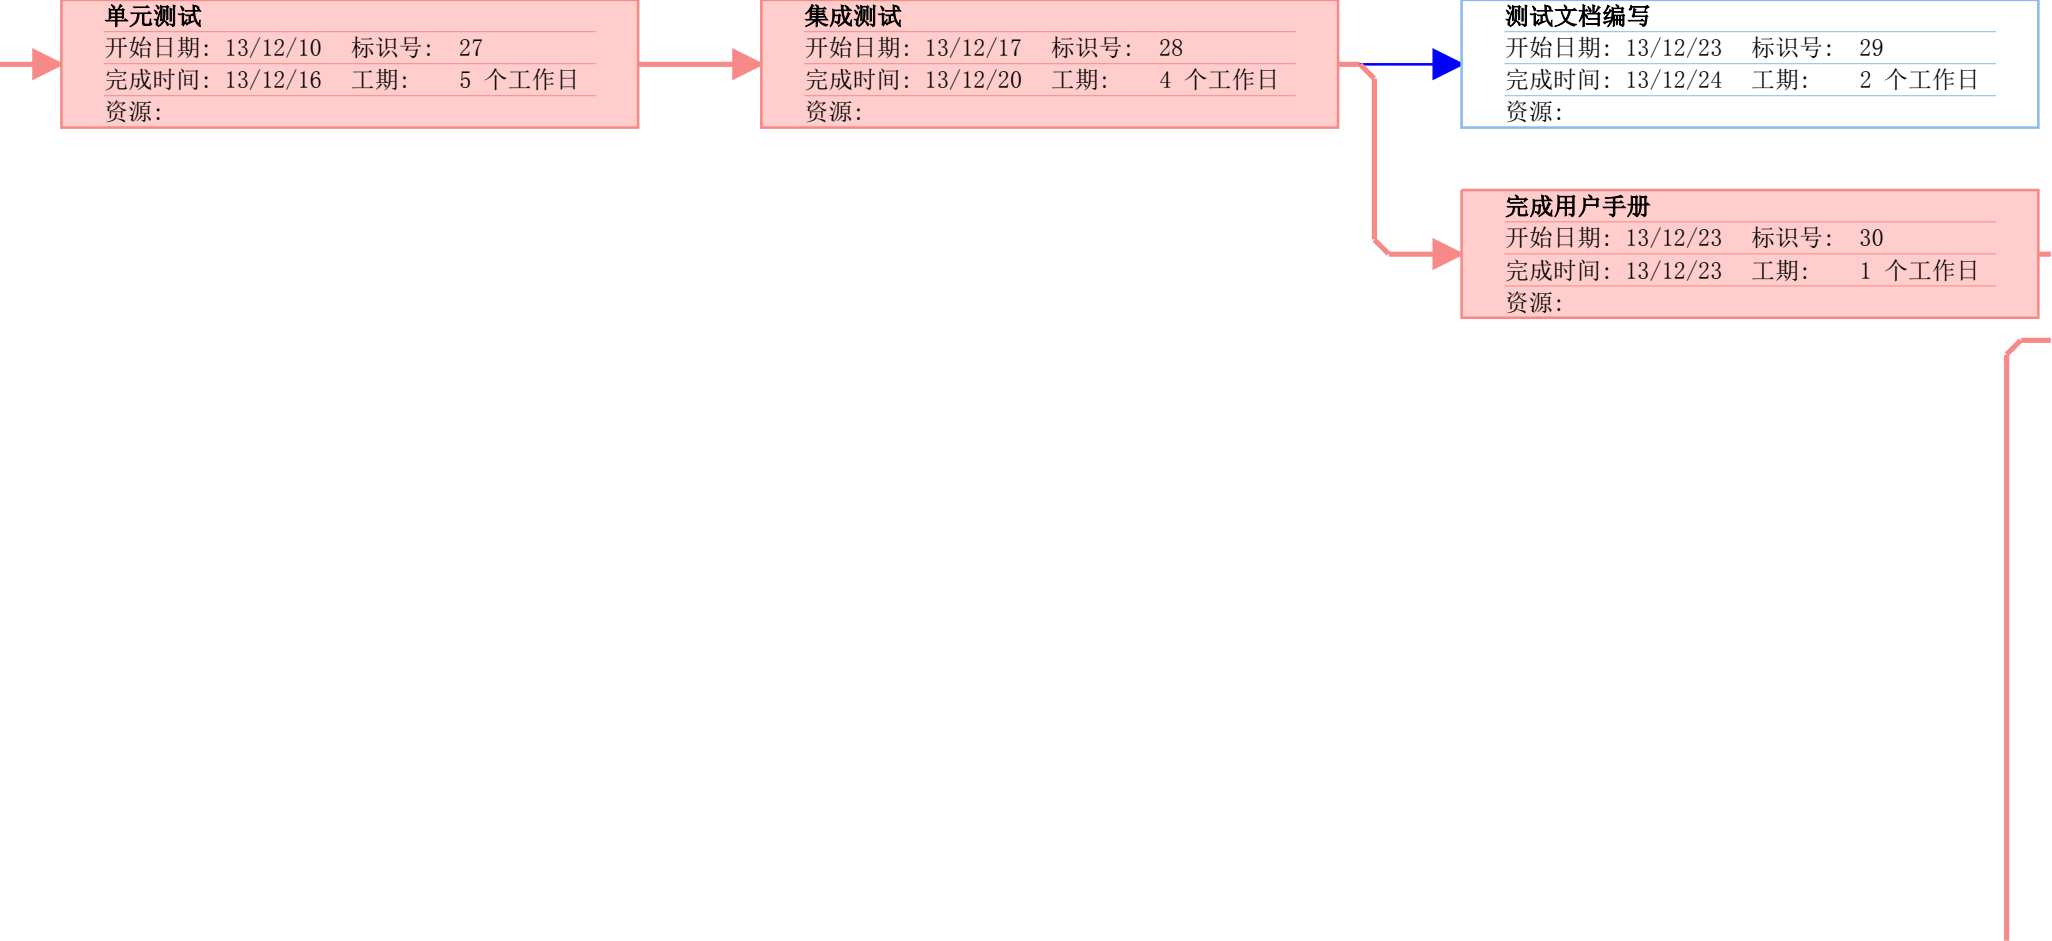 单元测试
开始日期: 13/12/10 标识号: 27
完成时间: 13/12/16 工期: 5 个工作日
资源:
集成测试
开始日期: 13/12/17 标识号: 28
完成时间: 13/12/20 工期: 4 个工作日
资源:
测试文档编写
开始日期: 13/12/23 标识号: 29
完成时间: 13/12/24 工期: 2 个工作日
资源:
完成用户手册
开始日期: 13/12/23 标识号: 30
完成时间: 13/12/23 工期: 1 个工作日
资源: